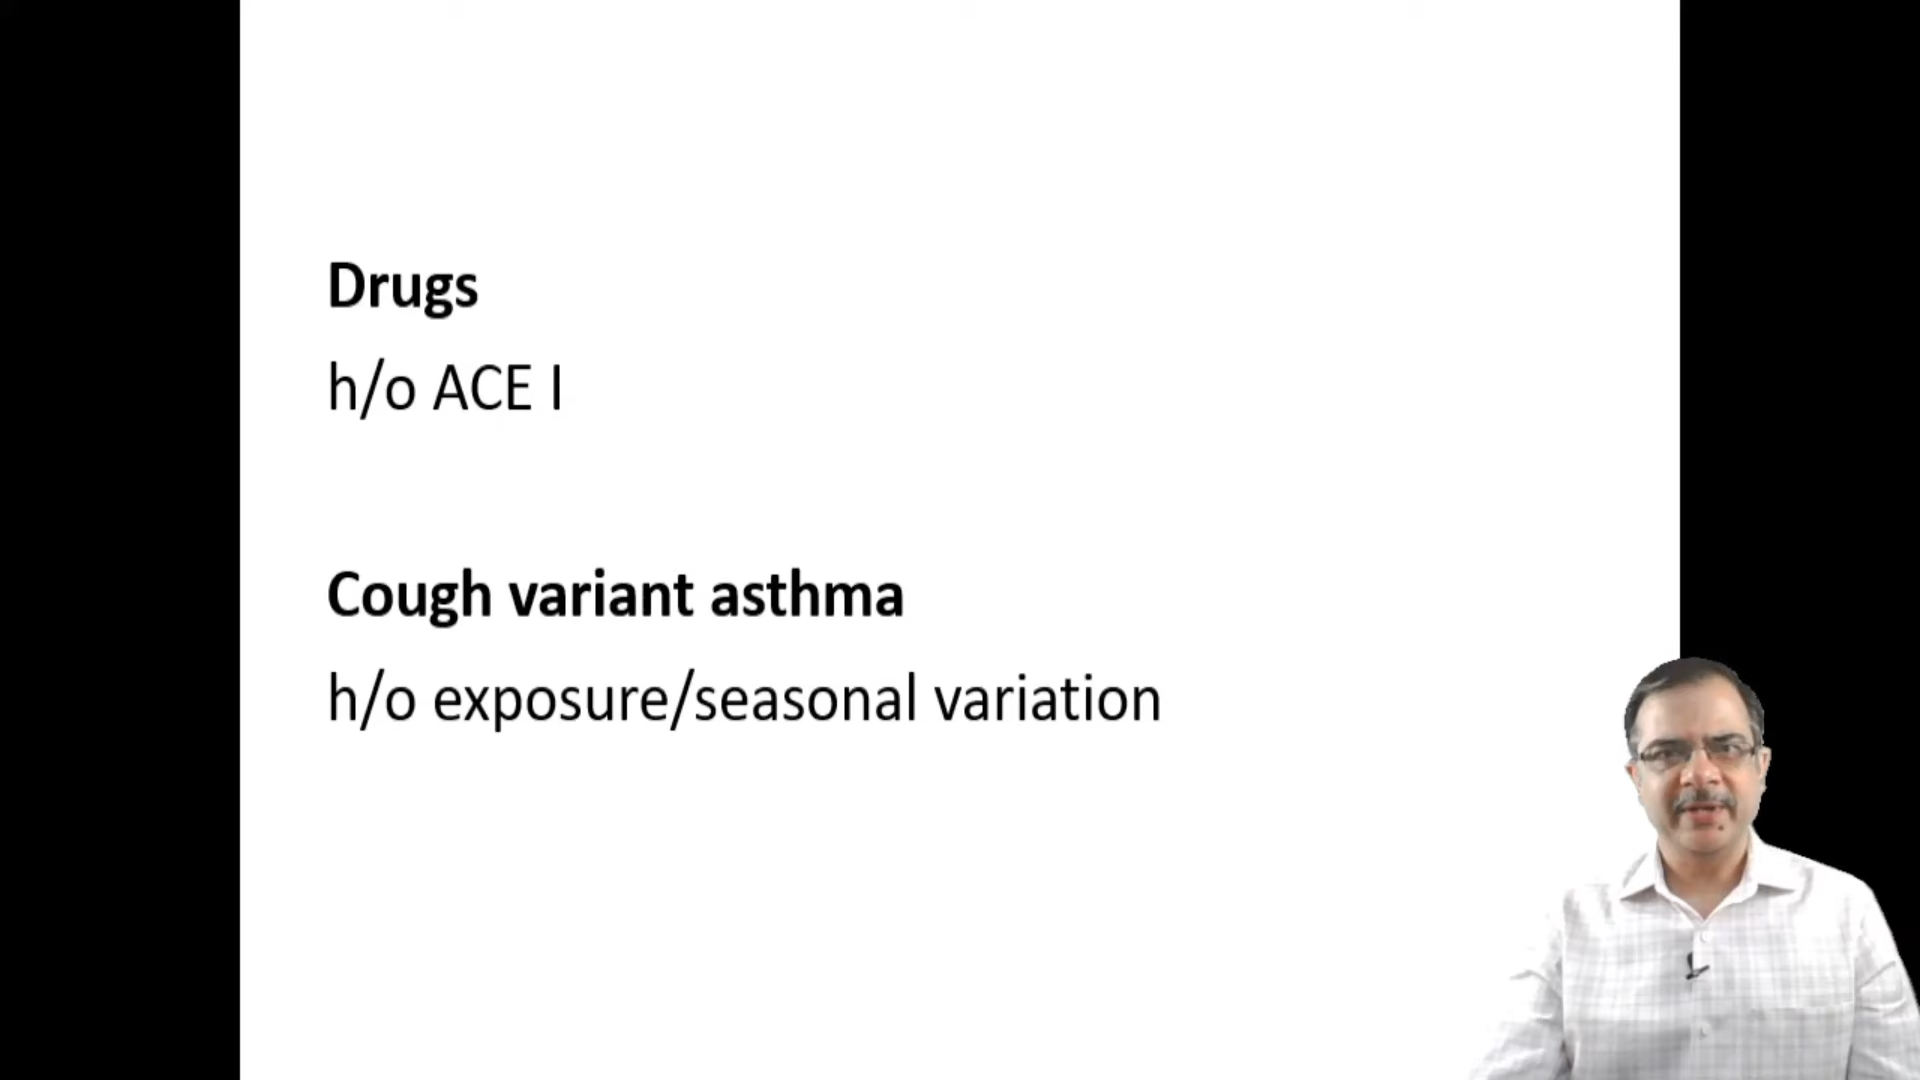 Drugs
h/o ACE I
Cough variant asthma
h/o exposure/seasonal variation